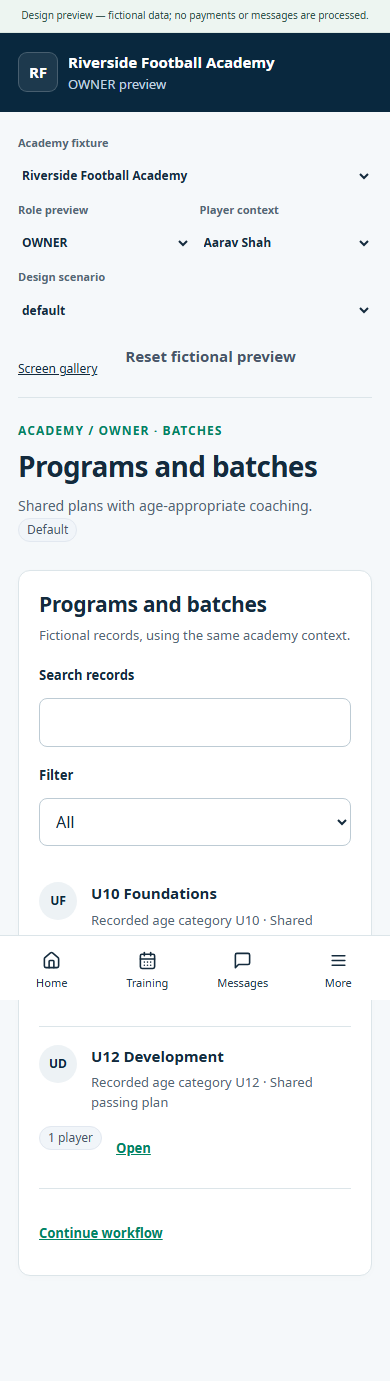 Design preview — fictional data; no payments or messages are processed.
RF
Riverside Football Academy
OWNER preview
Academy fixture
Riverside Football Academy
Role preview
Player context
OWNER
Aarav Shah
Design scenario
default
Screen gallery
Reset fictional preview
ACADEMY / OWNER · BATCHES
Programs and batches
Shared plans with age-appropriate coaching.
Default
Programs and batches
Fictional records, using the same academy context.
Search records
Filter
All
UF
U10 Foundations
Recorded age category U10 · Shared
Home
Training
Messages
More
UD
U12 Development
Recorded age category U12 · Shared
passing plan
1 player
Open
Continue workflow